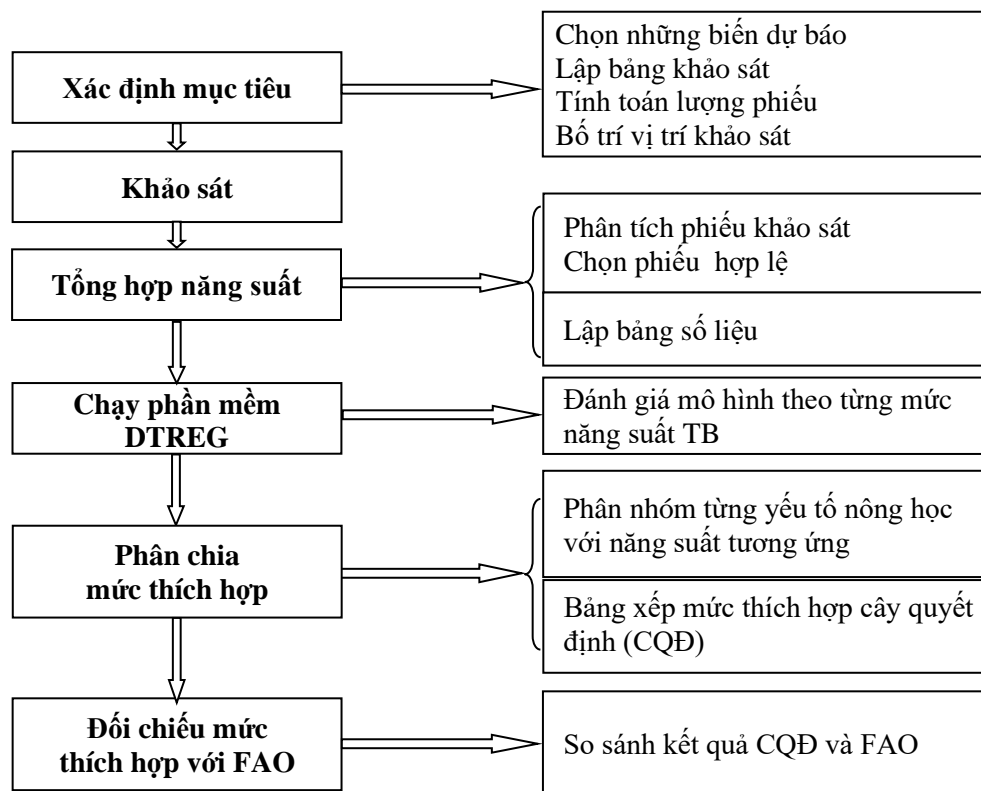 Xác định mục tiêu
Chọn những biến dự báo
Lập bảng khảo sát
Tính toán lượng phiếu
Bố trí vị trí khảo sát
Khảo sát
Tổng hợp năng suất
Phân tích phiếu khảo sát
Chọn phiếu hợp lệ
Lập bảng số liệu
Chạy phần mềm
DTREG
Đánh giá mô hình theo từng mức
năng suất TB
Phân chia
mức thích hợp
Phân nhóm từng yếu tố nông học
với năng suất tương ứng
Bảng xếp mức thích hợp cây quyết
định (CQĐ)
Đối chiếu mức
thích hợp với FAO
So sánh kết quả CQĐ và FAO